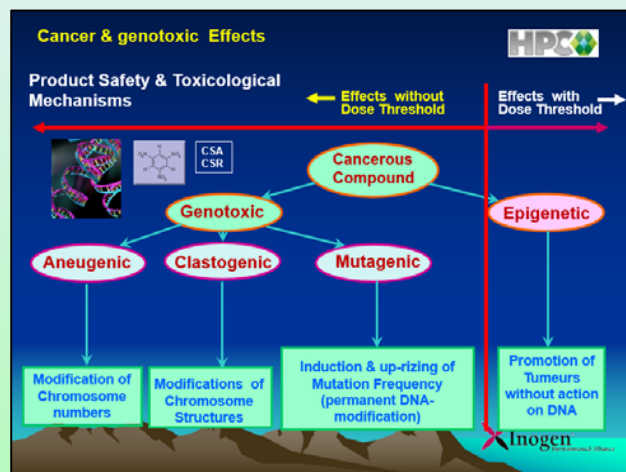 Cancer & genotoxic Effects
HPC
Product Safety & Toxicological
Mechanisms
Effects without
Dose Threshold
Effects with
Dose Threshold
CSA
CSR
Cancerous
Compound
Genotoxic
Epigenetic
Aneugenic
Clastogenic
Mutagenic
Modification of
Chromosome
numbers
Modifications of
Chromosome
Structures
Induction & up-rizing of
Mutation Frequency
(permanent DNA-
modification)
Promotion of
Tumeurs
without action
on DNA
Inogen